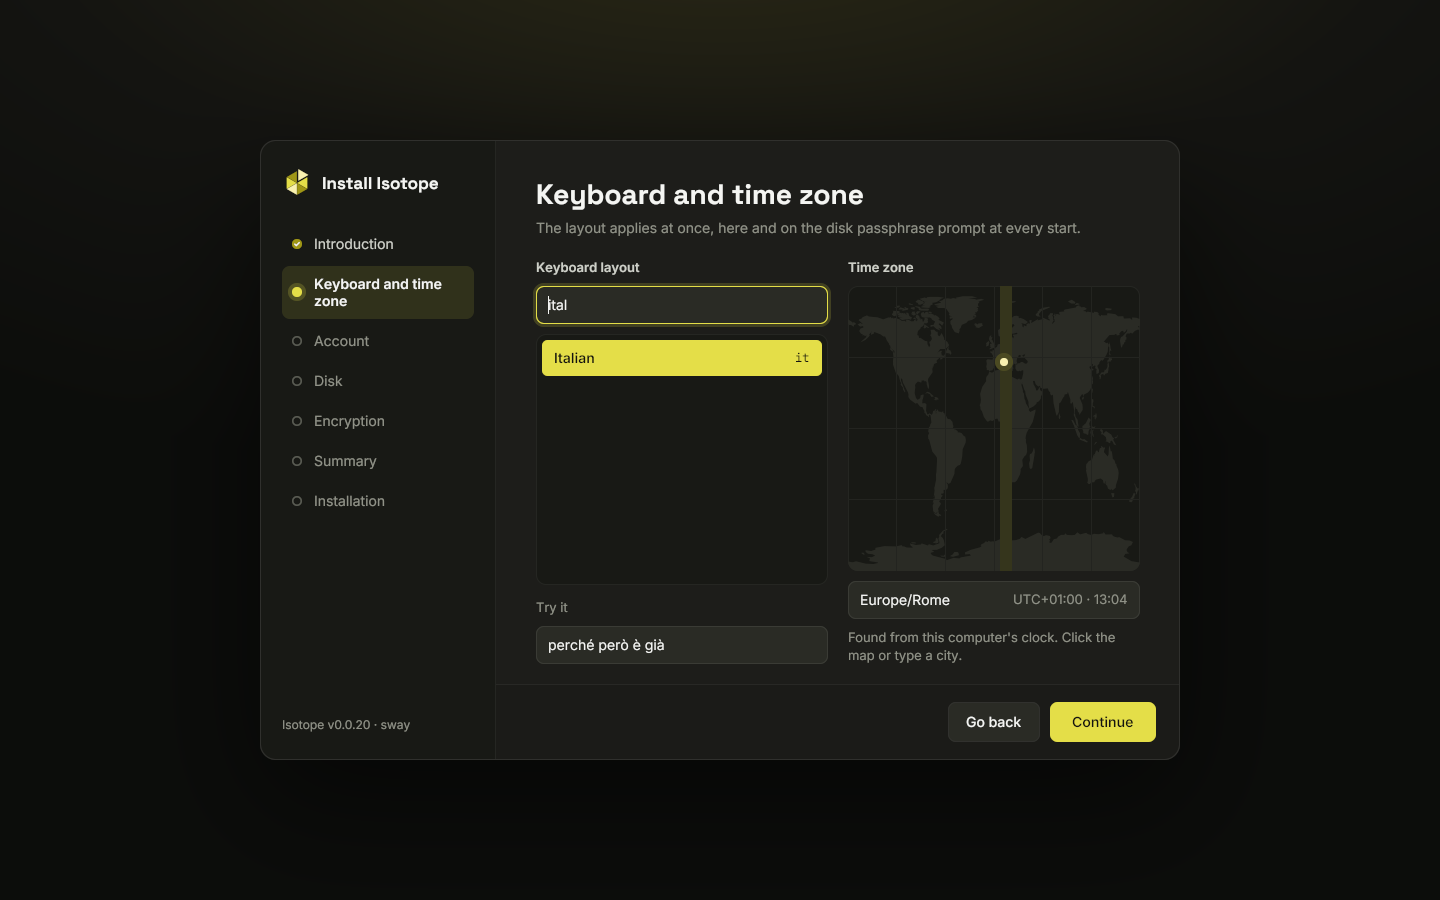 Install Isotope
Introduction
Keyboard and time
zone
Account
Disk
Encryption
Summary
Installation
Isotope v0.0.20 · sway
Keyboard and time zone
The layout applies at once, here and on the disk passphrase prompt at every start.
Keyboard layout
ital
Italian it
Try it
perché però è già
Time zone
Europe/Rome UTC+01:00 · 13:04
Found from this computer's clock. Click the
map or type a city.
Go back
Continue